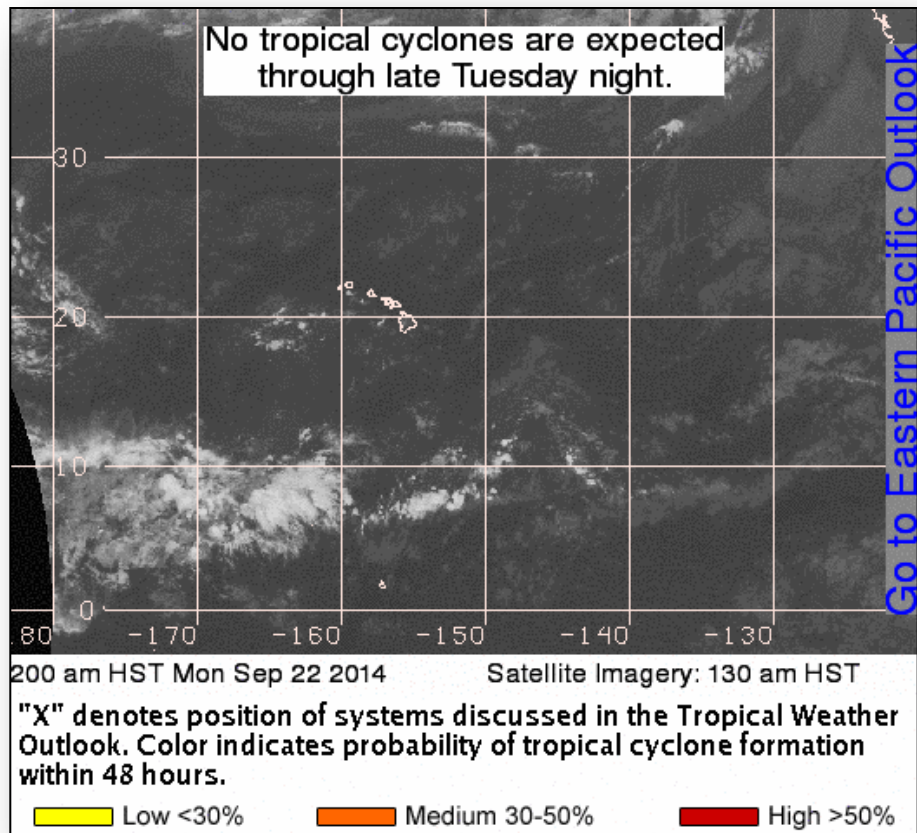 No tropical cyclones are expected
through late Tuesday night.
Go to Eastern Pacific Outlook
30
20
10
0
180 -170 -160 -150 -140 -130
200 am HST Mon Sep 22 2014 Satellite Imagery: 130 am HST
"X" denotes position of systems discussed in the Tropical Weather
Outlook. Color indicates probability of tropical cyclone formation
within 48 hours.
Low <30% Medium 30-50% High >50%